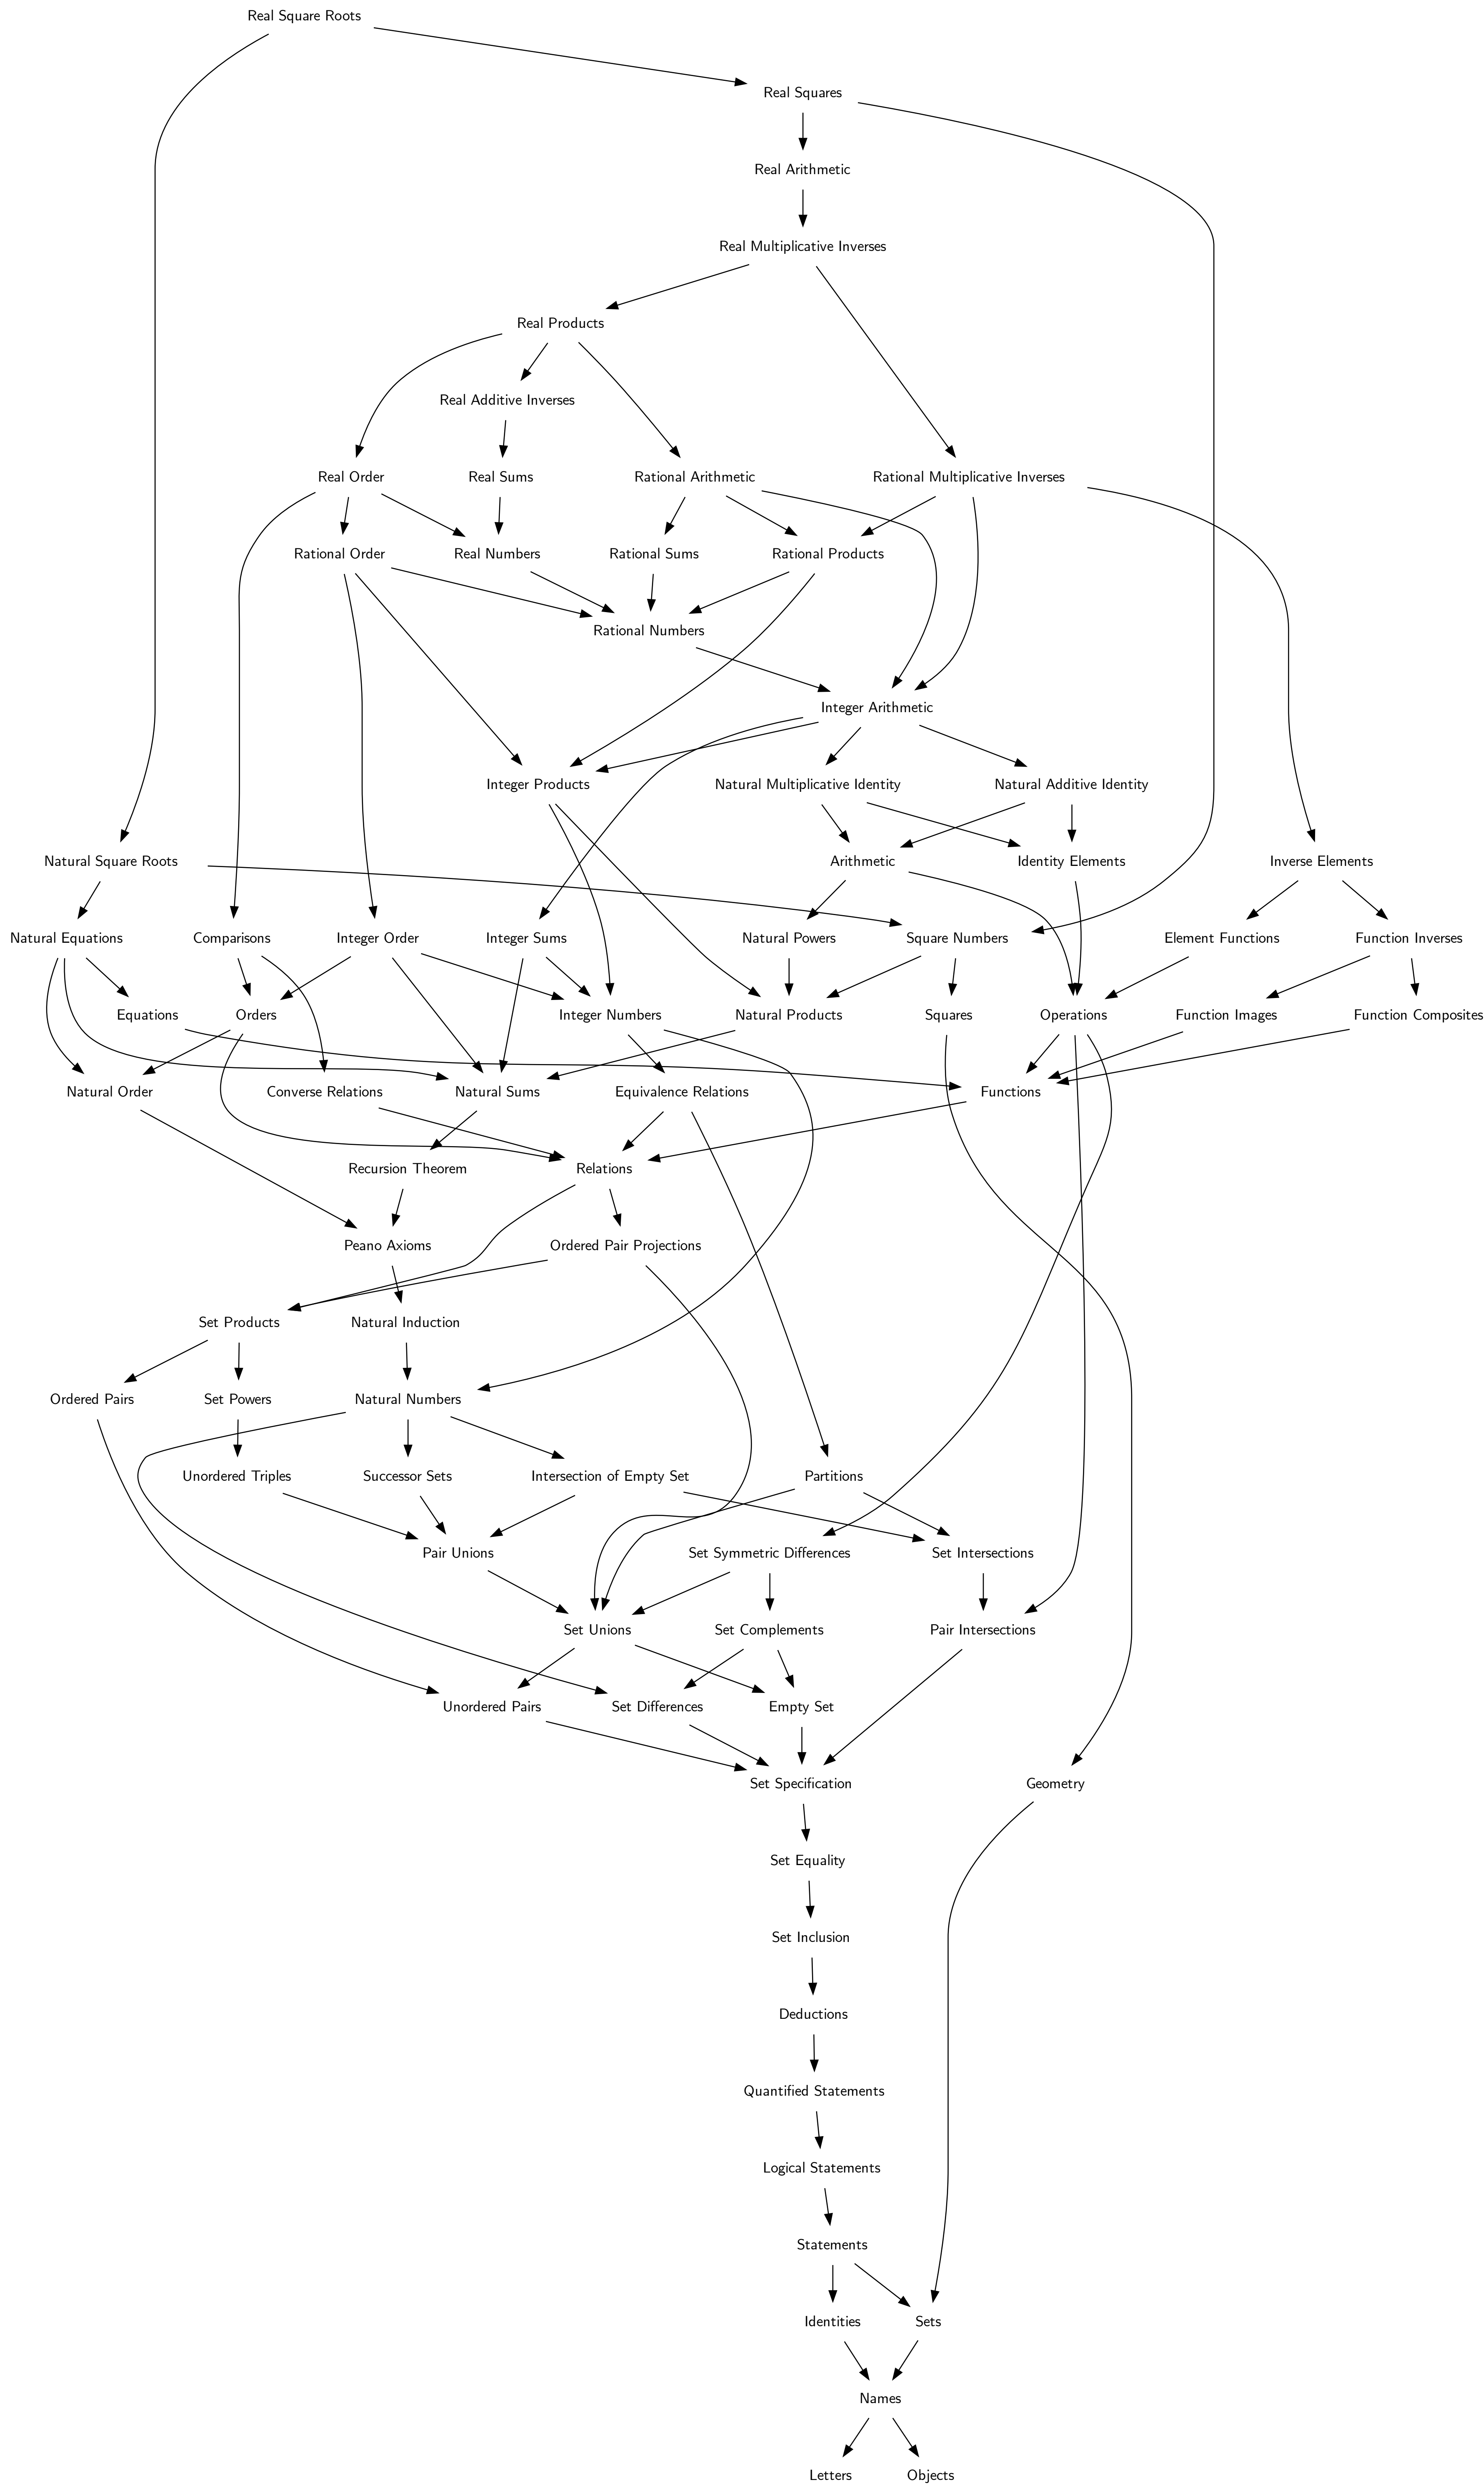 Real Square Roots
Real Squares
Real Arithmetic
Real Multiplicative Inverses
Real Products
Real Additive Inverses
Real Order
Real Sums
Rational Arithmetic
Rational Multiplicative Inverses
Rational Order
Real Numbers
Rational Sums
Rational Products
Rational Numbers
Integer Arithmetic
Integer Products
Natural Multiplicative Identity
Natural Additive Identity
Natural Square Roots
Arithmetic
Identity Elements
Inverse Elements
Natural Equations
Comparisons
Integer Order
Integer Sums
Natural Powers
Square Numbers
Element Functions
Function Inverses
Equations
Orders
Integer Numbers
Natural Products
Squares
Operations
Function Images
Function Composites
Natural Order
Converse Relations
Natural Sums
Equivalence Relations
Functions
Recursion Theorem
Relations
Peano Axioms
Ordered Pair Projections
Set Products
Natural Induction
Ordered Pairs
Set Powers
Natural Numbers
Unordered Triples
Successor Sets
Intersection of Empty Set
Partitions
Pair Unions
Set Symmetric Differences
Set Intersections
Set Unions
Set Complements
Pair Intersections
Unordered Pairs
Set Differences
Empty Set
Set Specification
Geometry
Set Equality
Set Inclusion
Deductions
Quantified Statements
Logical Statements
Statements
Identities
Sets
Names
Letters
Objects